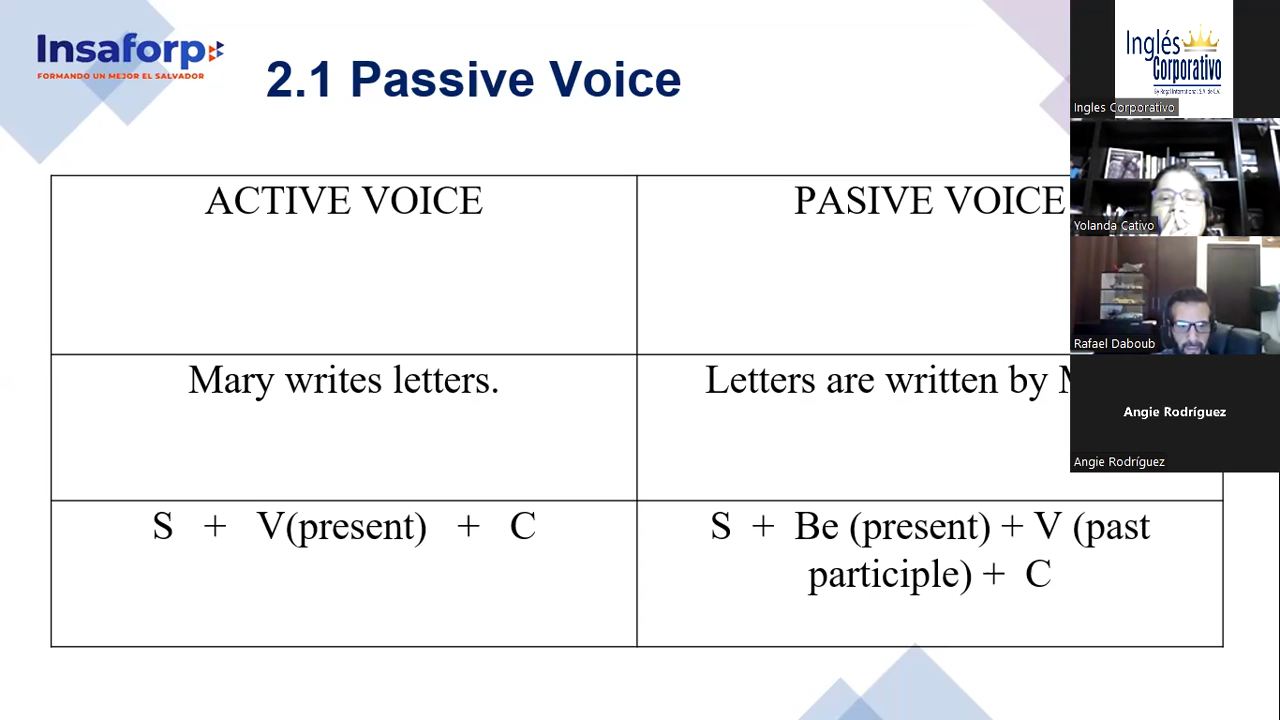 Insaforp
FORMANDO UN MEJOR EL SALVADOR
2.1 Passive Voice
ACTIVE VOICE
PASIVE VOICE
Mary writes letters.
Letters are written by
S + V(present) + C
S + Be (present) + V (past
participle) + C
Inglés
Corporativo
Ingles Corporativo
Yolanda Cativo
Rafael Daboub
Angie Rodríguez
Angie Rodríguez